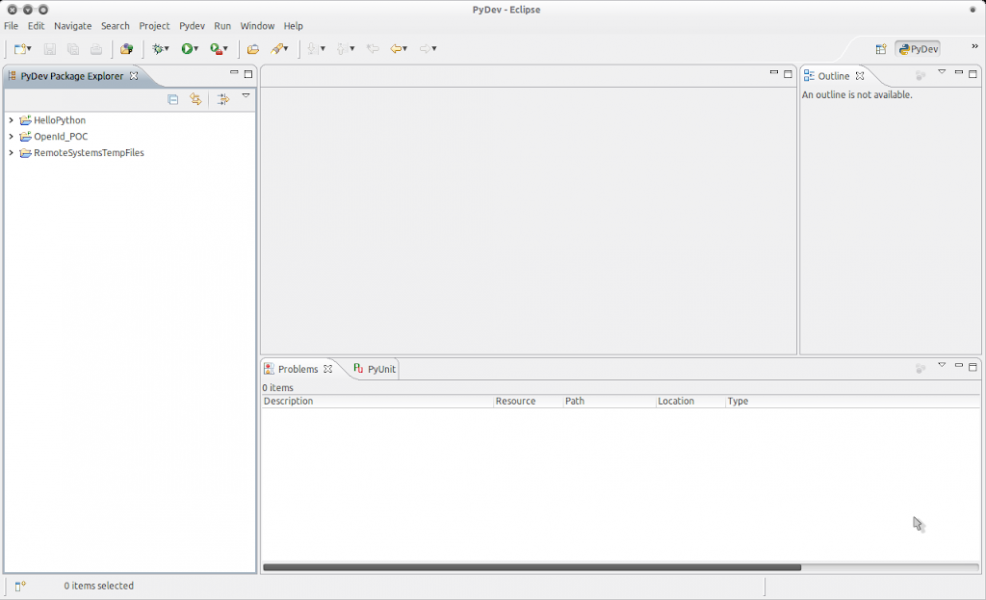 PyDev - Eclipse
File Edit Navigate Search Project Pydev Run Window Help
PyDev
PyDev Package Explorer
HelloPython
OpenId_POC
RemoteSystemsTempFiles
Outline
An outline is not available.
Problems PyUnit
0 items
Description Resource Path Location Type
0 items selected